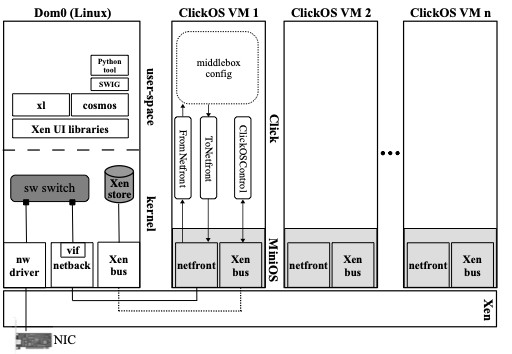 Dom0 (Linux)
ClickOS VM 1
ClickOS VM 2
ClickOS VM n
Python
tool
SWIG
xl
cosmos
Xen UI libraries
user-space
kernel
sw switch
Xen
store
nw
driver
vif
netback
Xen
bus
middlebox
config
FromNetfront
ToNetfront
ClickOSControl
Click
MiniOS
netfront
Xen
bus
netfront
Xen
bus
...
netfront
Xen
bus
Xen
NIC